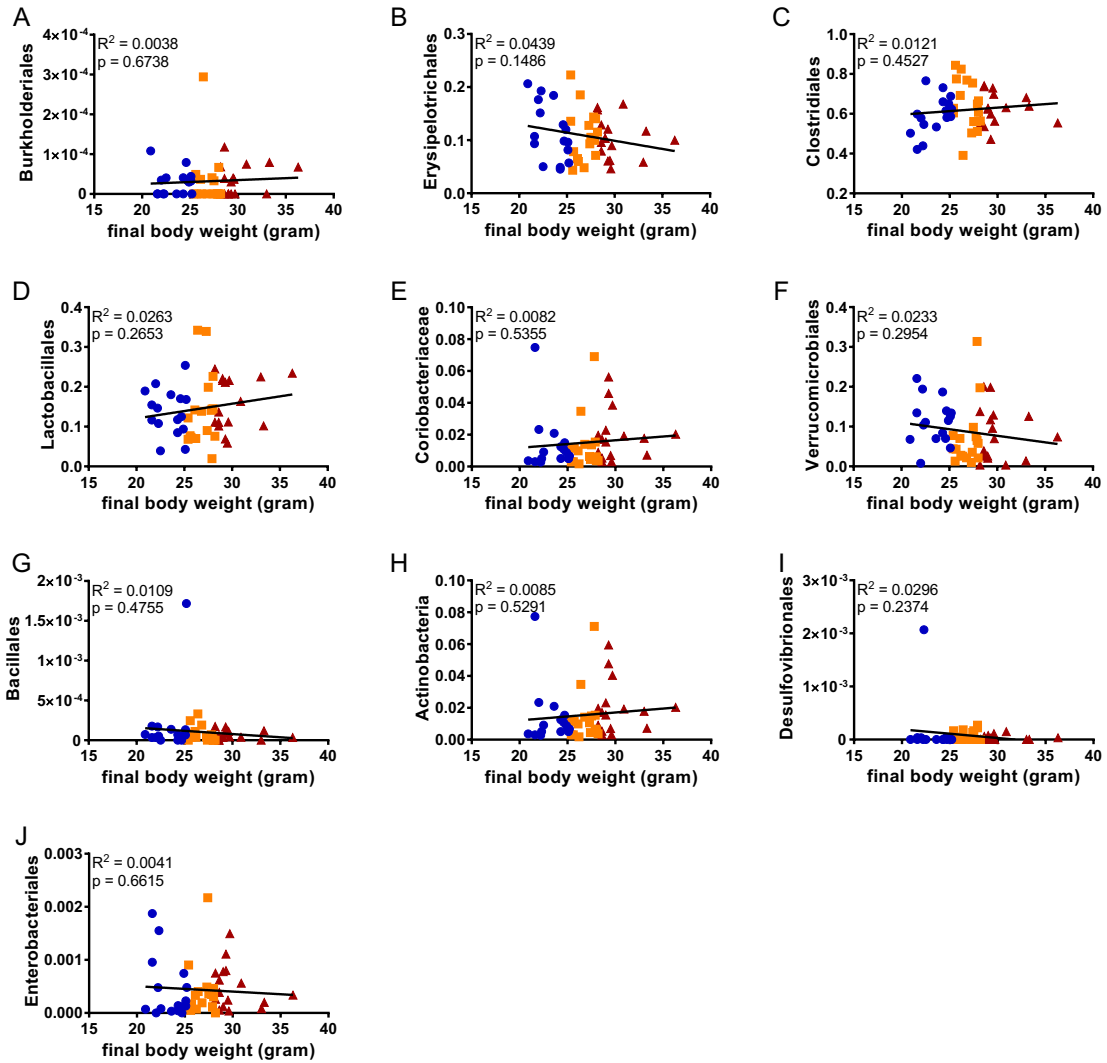 A
Burkholderiales
R² = 0.0038
p = 0.6738
3×10⁻⁴
2×10⁻⁴
1×10⁻⁴
0
15 20 25 30 35 40
final body weight (gram)
B
Erysipelotrichales
R² = 0.0439
p = 0.1486
0.3
0.2
0.1
0.0
15 20 25 30 35 40
final body weight (gram)
C
Clostridiales
R² = 0.0121
p = 0.4527
1.0
0.8
0.6
0.4
0.2
15 20 25 30 35 40
final body weight (gram)
D
Lactobacillales
R² = 0.0263
p = 0.2653
0.4
0.3
0.2
0.1
0.0
15 20 25 30 35 40
final body weight (gram)
E
Coriobacteriaceae
R² = 0.0082
p = 0.5355
0.10
0.08
0.06
0.04
0.02
0.00
15 20 25 30 35 40
final body weight (gram)
F
Verrucomicrobiales
R² = 0.0233
p = 0.2954
0.4
0.3
0.2
0.1
0.0
15 20 25 30 35 40
final body weight (gram)
G
Bacillales
R² = 0.0109
p = 0.4755
2×10⁻³
1.5×10⁻³
1×10⁻³
5×10⁻⁴
0
15 20 25 30 35 40
final body weight (gram)
H
Actinobacteria
R² = 0.0085
p = 0.5291
0.10
0.08
0.06
0.04
0.02
0.00
15 20 25 30 35 40
final body weight (gram)
I
Desulfovibrionales
R² = 0.0296
p = 0.2374
3×10⁻³
2×10⁻³
1×10⁻³
0
15 20 25 30 35 40
final body weight (gram)
J
Enterobacteriales
R² = 0.0041
p = 0.6615
0.003
0.002
0.001
0.000
15 20 25 30 35 40
final body weight (gram)